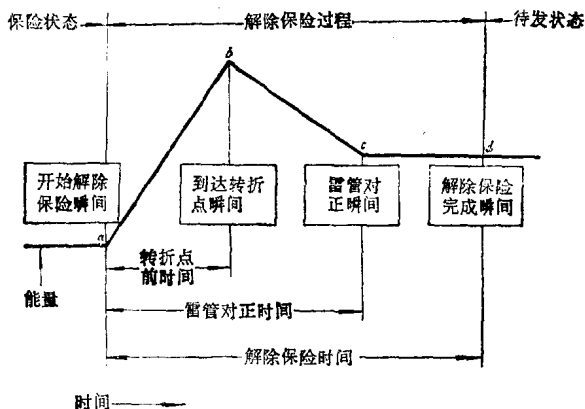 保险状态
解除保险过程
待发状态
b
c
d
开始解除
保险瞬间
到达转折
点瞬间
雷管对
正瞬间
解除保险
完成瞬间
a
转折点
前时间
能量
雷管对正时间
解除保险时间
时间